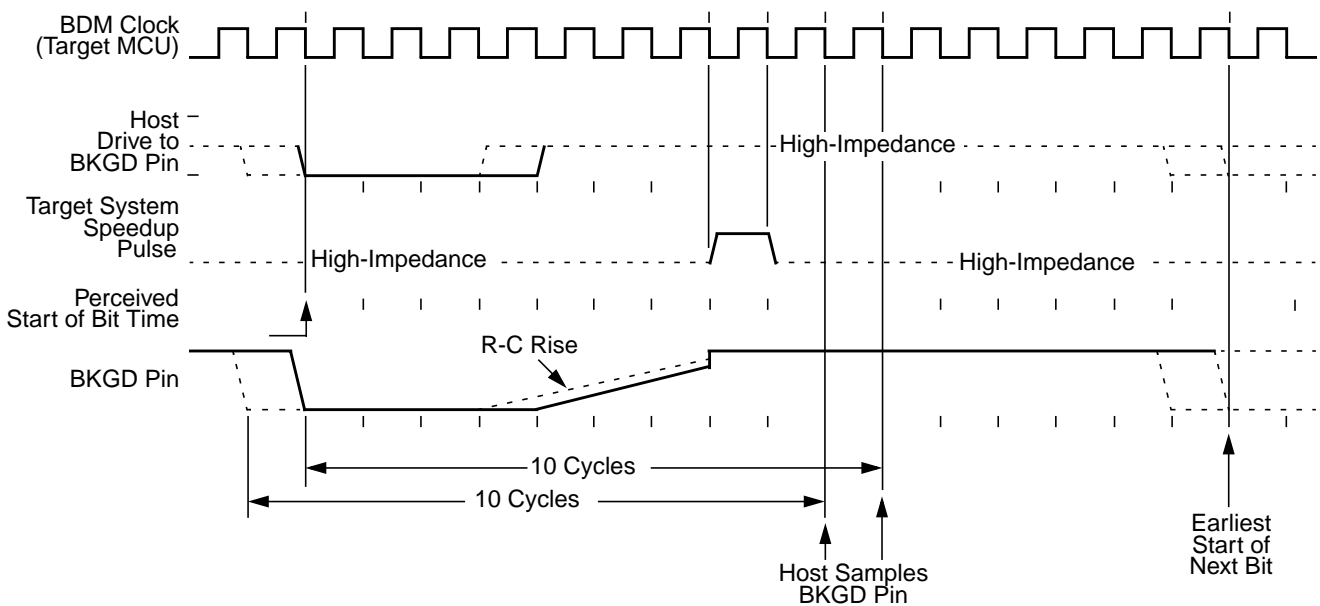 BDM Clock
(Target MCU)
Host
Drive to
BKGD Pin
High-Impedance
Target System
Speedup
Pulse
High-Impedance
High-Impedance
Perceived
Start of Bit Time
R-C Rise
BKGD Pin
10 Cycles
10 Cycles
Host Samples
BKGD Pin
Earliest
Start of
Next Bit